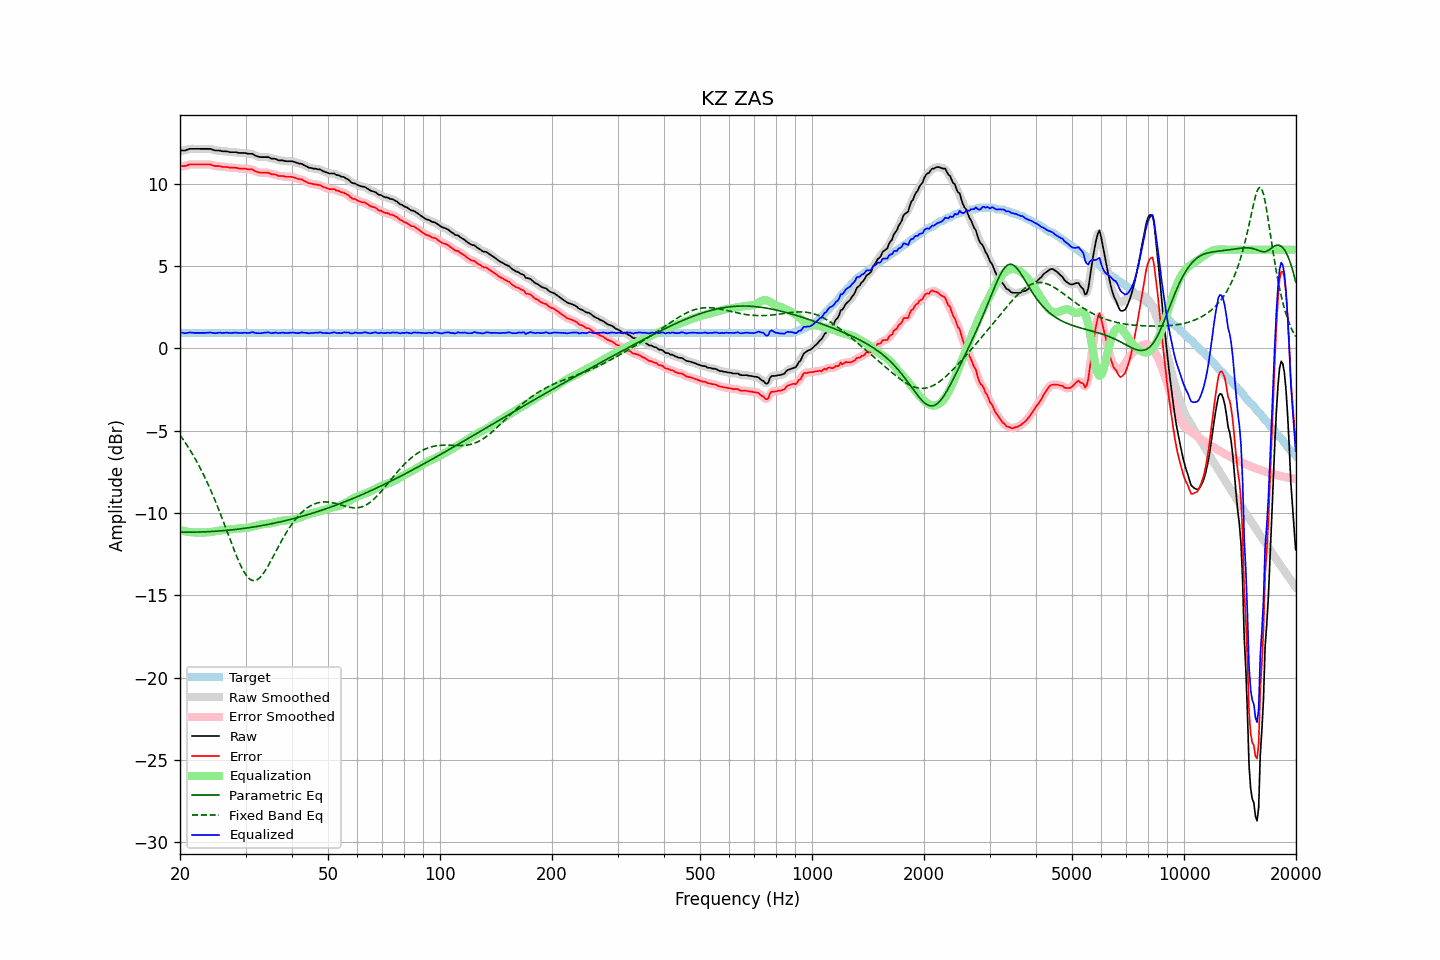 KZ ZAS
10
5
0
−5
−10
−15
−20
−25
−30
Amplitude (dBr)
Target
Raw Smoothed
Error Smoothed
Raw
Error
Equalization
Parametric Eq
Fixed Band Eq
Equalized
20 50 100 200 500 1000 2000 5000 10000 20000
Frequency (Hz)